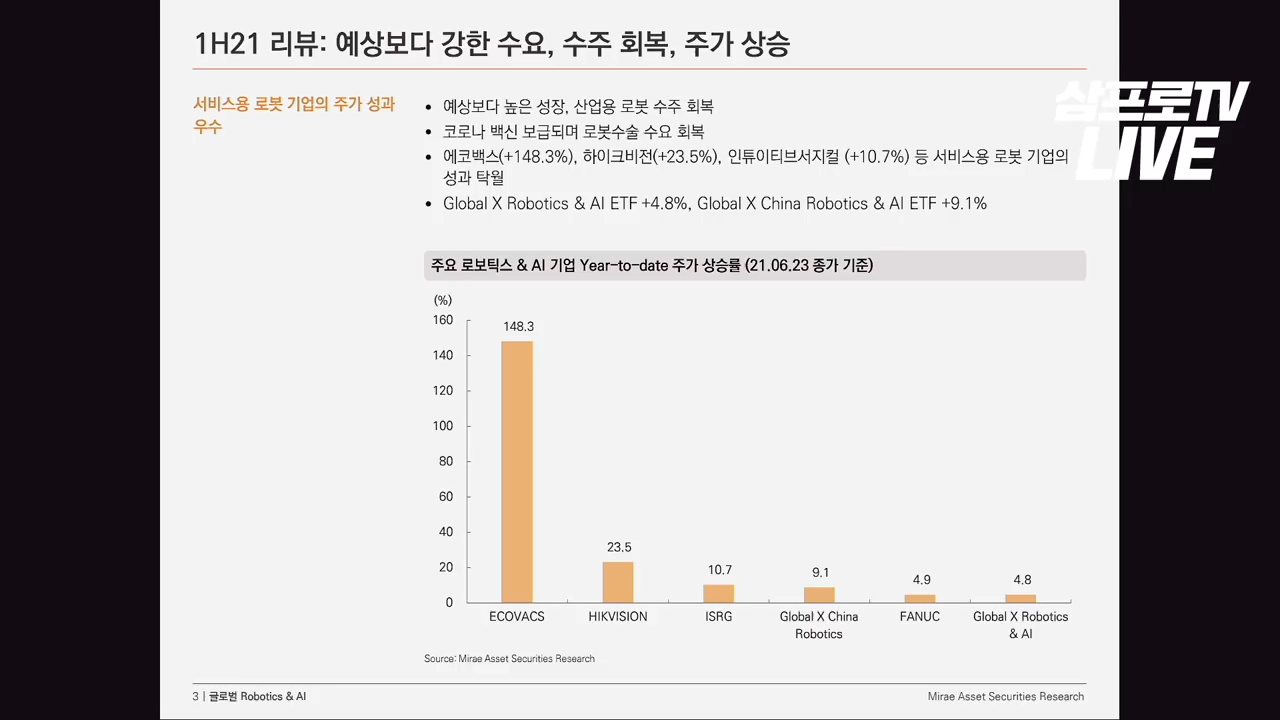 1H21 리뷰: 예상보다 강한 수요, 수주 회복, 주가 상승
삼프로TV
LIVE
서비스용 로봇 기업의 주가 성과
우수
• 예상보다 높은 성장, 산업용 로봇 수주 회복
• 코로나 백신 보급되며 로봇수술 수요 회복
• 에코백스(+148.3%), 하이크비전(+23.5%), 인튜이티브서지컬 (+10.7%) 등 서비스용 로봇 기업의
성과 탁월
• Global X Robotics & AI ETF +4.8%, Global X China Robotics & AI ETF +9.1%
주요 로보틱스 & AI 기업 Year-to-date 주가 상승률 (21.06.23 종가 기준)
(%)
160
140
120
100
80
60
40
20
0
148.3
23.5
10.7
9.1
4.9
4.8
ECOVACS
HIKVISION
ISRG
Global X China
Robotics
FANUC
Global X Robotics
& AI
Source: Mirae Asset Securities Research
3 | 글로벌 Robotics & AI
Mirae Asset Securities Research